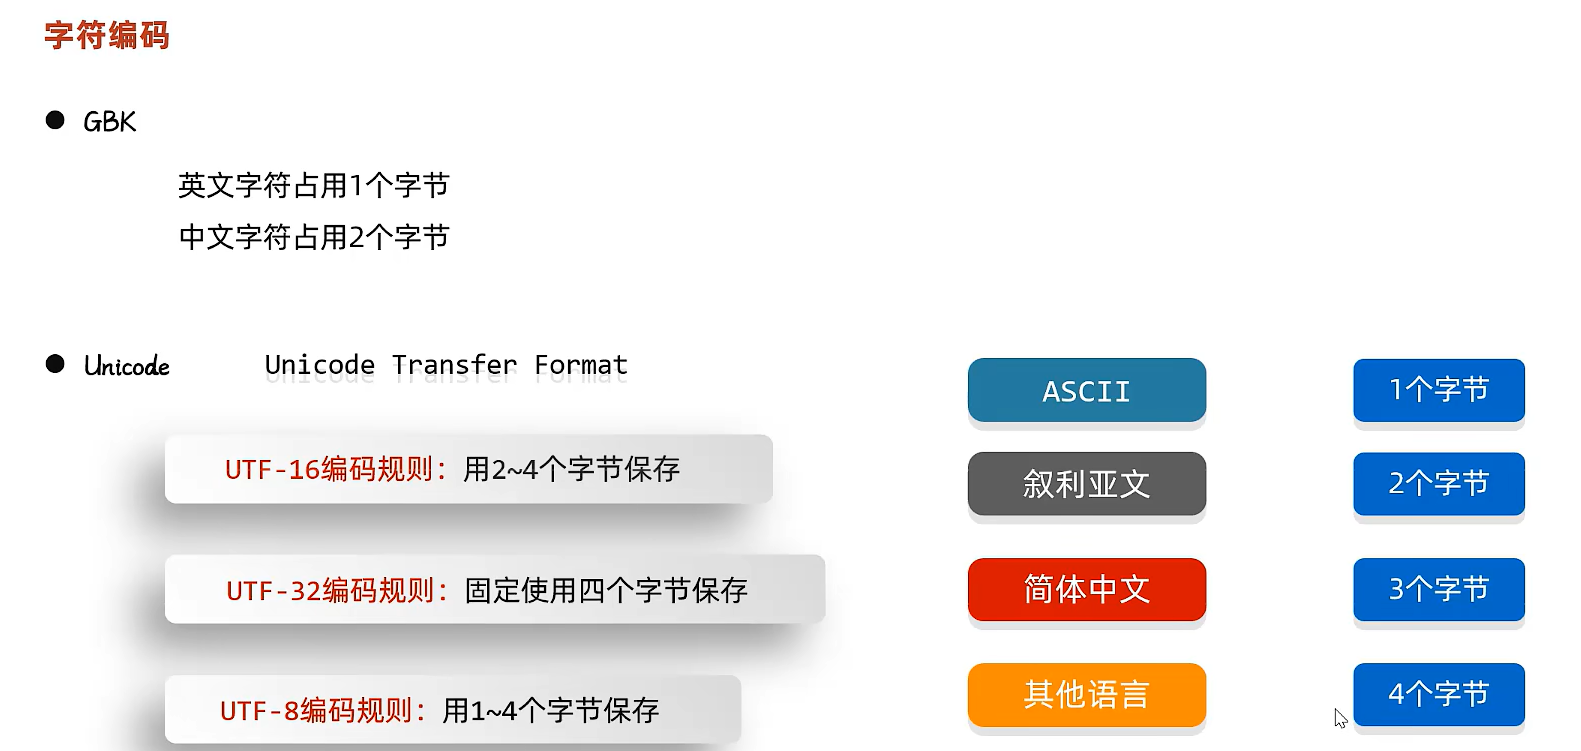 字符编码
GBK
英文字符占用1个字节
中文字符占用2个字节
Unicode Unicode Transfer Format
UTF-16编码规则：用2~4个字节保存
UTF-32编码规则：固定使用四个字节保存
UTF-8编码规则：用1~4个字节保存
ASCII 1个字节
叙利亚文 2个字节
简体中文 3个字节
其他语言 4个字节